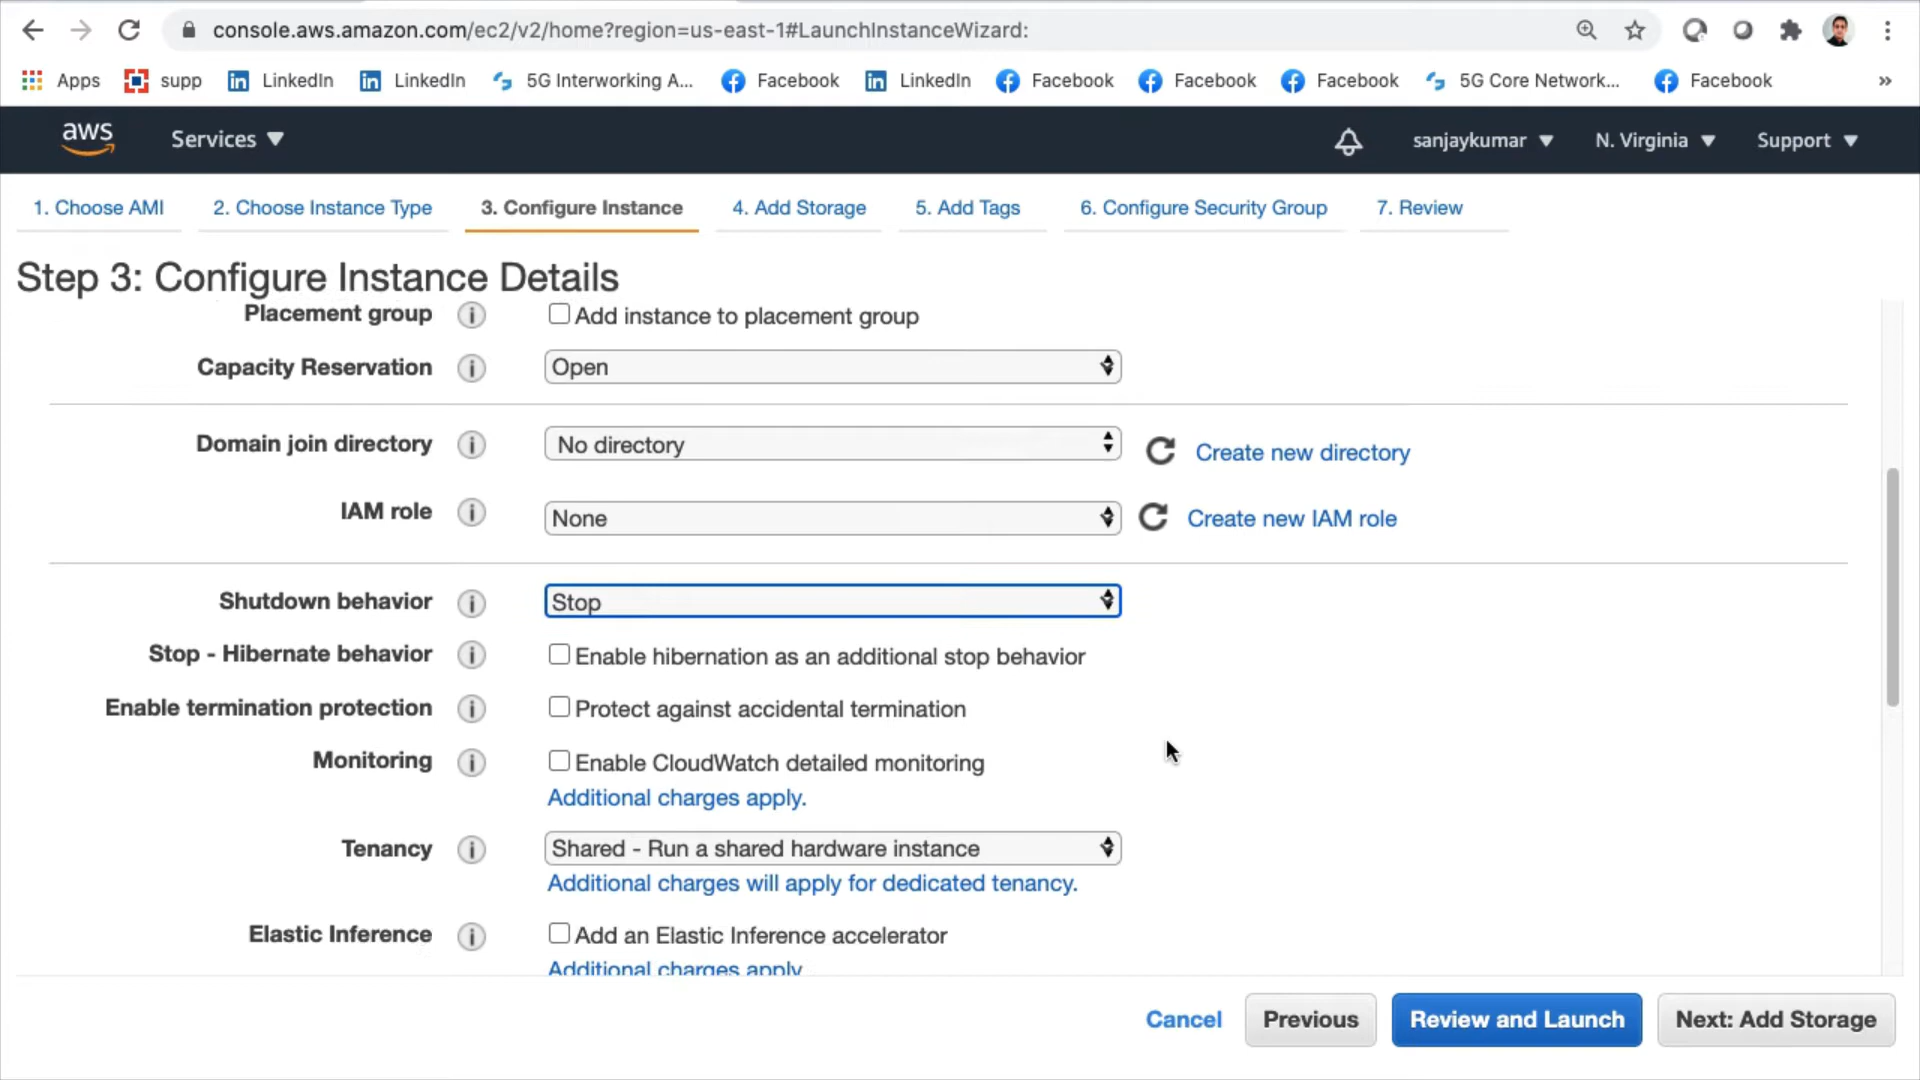 console.aws.amazon.com/ec2/v2/home?region=us-east-1#LaunchInstanceWizard:
Apps supp LinkedIn LinkedIn 5G Interworking A... Facebook LinkedIn Facebook Facebook Facebook 5G Core Network... Facebook »
aws Services sanjaykumar N. Virginia Support
1. Choose AMI 2. Choose Instance Type 3. Configure Instance 4. Add Storage 5. Add Tags 6. Configure Security Group 7. Review
Step 3: Configure Instance Details
Placement group i Add instance to placement group
Capacity Reservation i Open
Domain join directory i No directory Create new directory
IAM role i None Create new IAM role
Shutdown behavior i Stop
Stop - Hibernate behavior i Enable hibernation as an additional stop behavior
Enable termination protection i Protect against accidental termination
Monitoring i Enable CloudWatch detailed monitoring
Additional charges apply.
Tenancy i Shared - Run a shared hardware instance
Additional charges will apply for dedicated tenancy.
Elastic Inference i Add an Elastic Inference accelerator
Additional charges apply
Cancel Previous Review and Launch Next: Add Storage